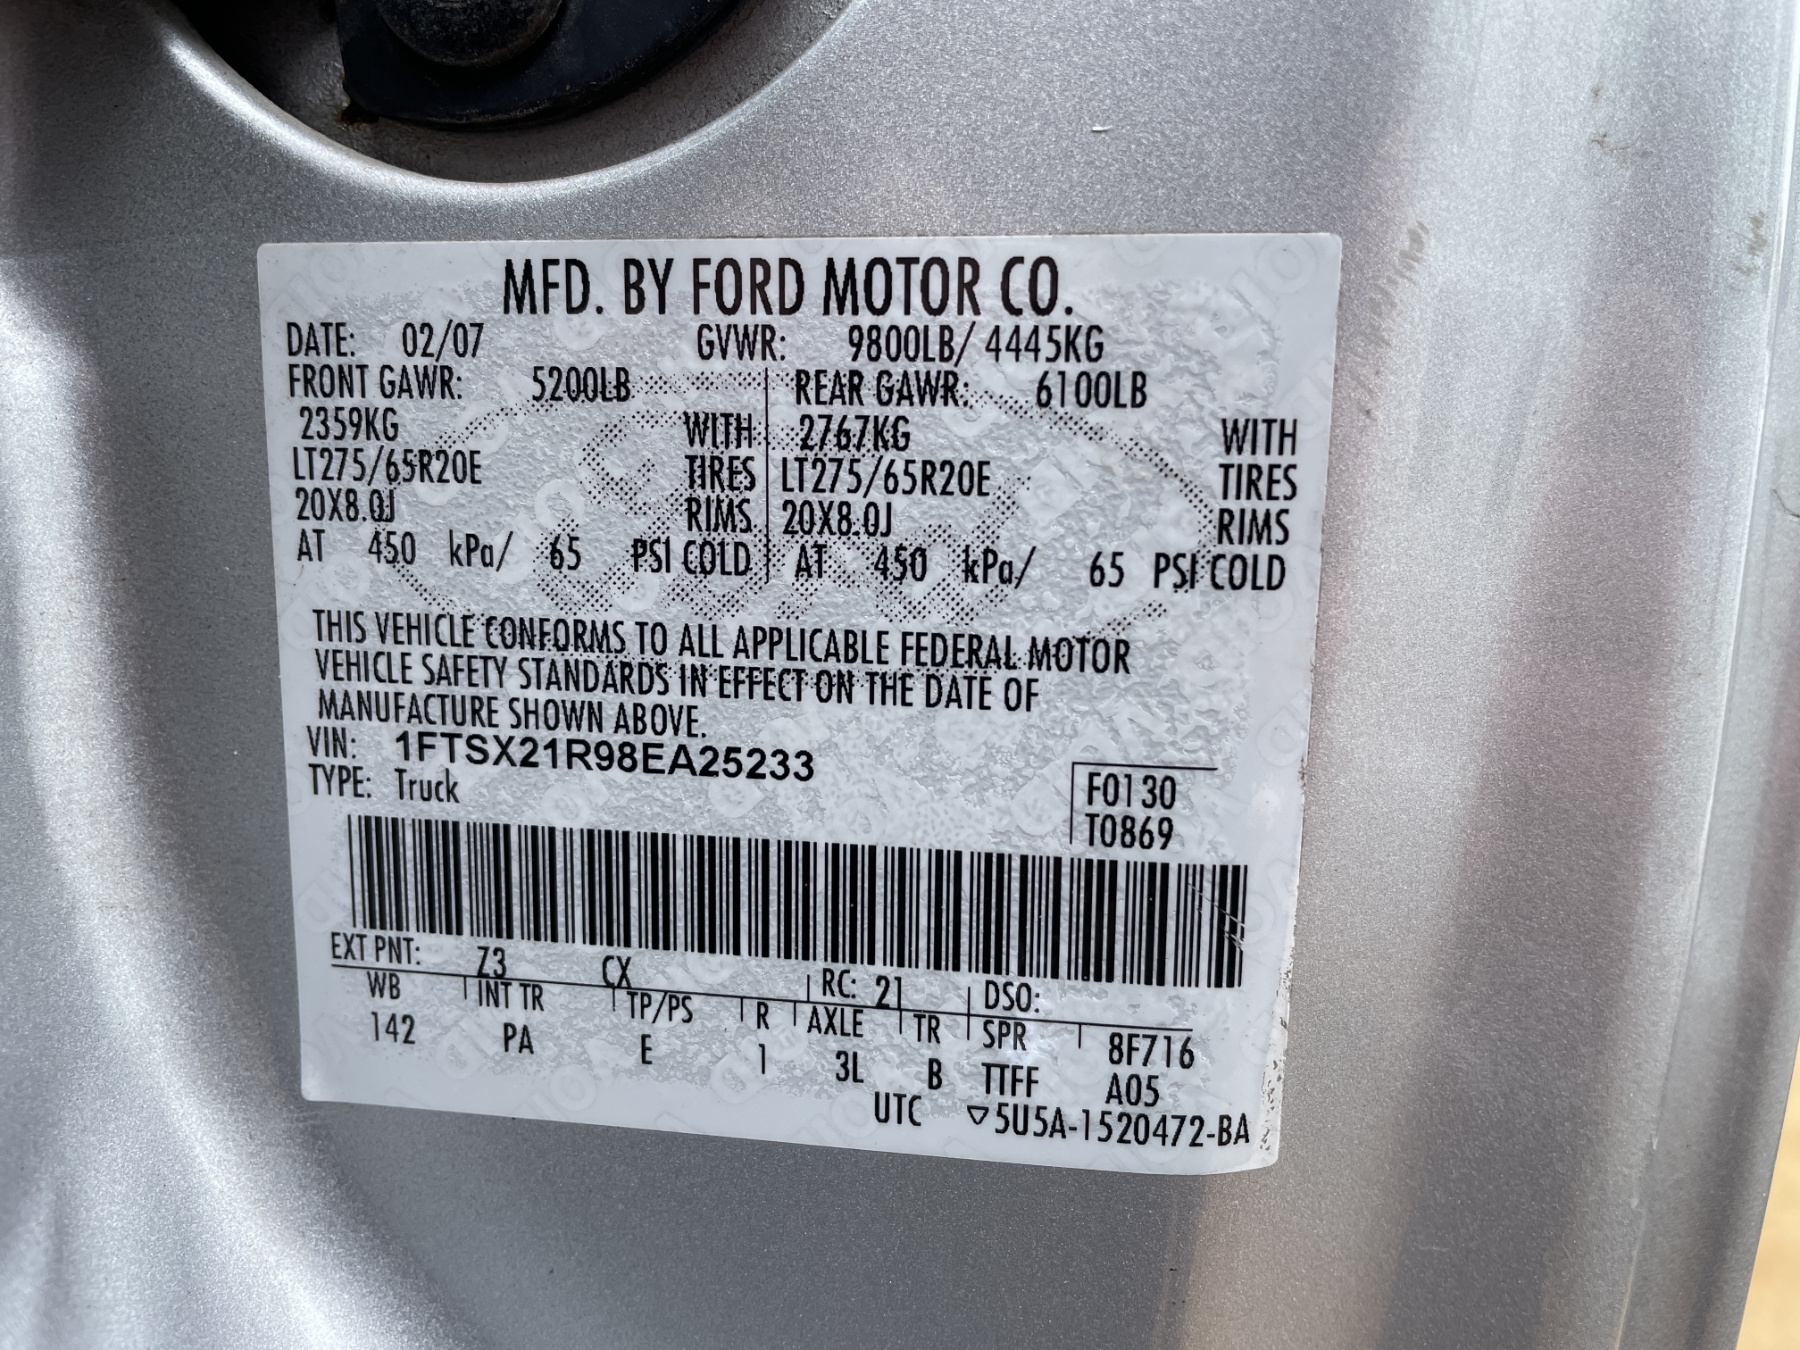 MFD. BY FORD MOTOR CO.
DATE: 02/07 GVWR: 9800LB/ 4445KG
FRONT GAWR: 5200LB REAR GAWR: 6100LB
2359KG WITH 2767KG WITH
LT275/65R20E TIRES LT275/65R20E TIRES
20X8.0J RIMS 20X8.0J RIMS
AT 450 kPa/ 65 PSI COLD AT 450 kPa/ 65 PSI COLD
THIS VEHICLE CONFORMS TO ALL APPLICABLE FEDERAL MOTOR
VEHICLE SAFETY STANDARDS IN EFFECT ON THE DATE OF
MANUFACTURE SHOWN ABOVE.
VIN: 1FTSX21R98EA25233
TYPE: Truck
F0130
T0869
EXT PNT: Z3 CX RC: 21 DSO:
WB INT TR TP/PS R AXLE TR SPR 8F716
142 PA E 1 3L B TTFF A05
UTC ▽5U5A-1520472-BA